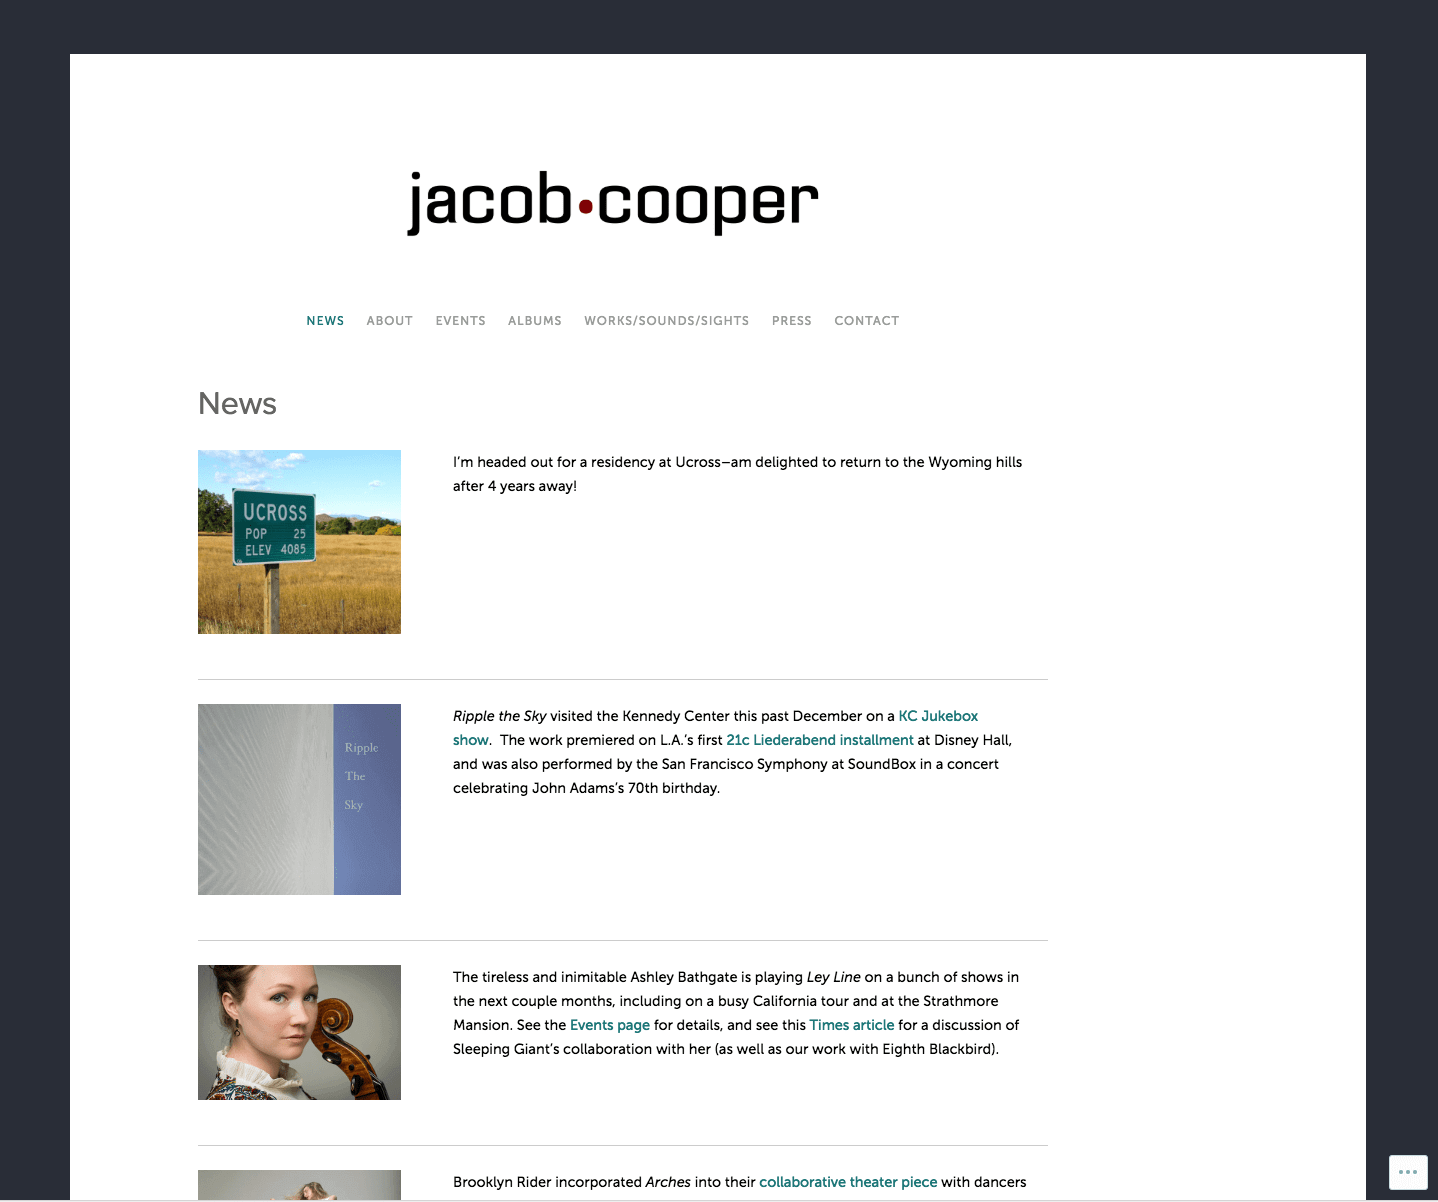 jacob•cooper
NEWS ABOUT EVENTS ALBUMS WORKS/SOUNDS/SIGHTS PRESS CONTACT
News
UCROSS
POP 25
ELEV 4085
I’m headed out for a residency at Ucross–am delighted to return to the Wyoming hills
after 4 years away!
Ripple
The
Sky
Ripple the Sky visited the Kennedy Center this past December on a KC Jukebox
show.  The work premiered on L.A.’s first 21c Liederabend installment at Disney Hall,
and was also performed by the San Francisco Symphony at SoundBox in a concert
celebrating John Adams’s 70th birthday.
The tireless and inimitable Ashley Bathgate is playing Ley Line on a bunch of shows in
the next couple months, including on a busy California tour and at the Strathmore
Mansion. See the Events page for details, and see this Times article for a discussion of
Sleeping Giant’s collaboration with her (as well as our work with Eighth Blackbird).
Brooklyn Rider incorporated Arches into their collaborative theater piece with dancers